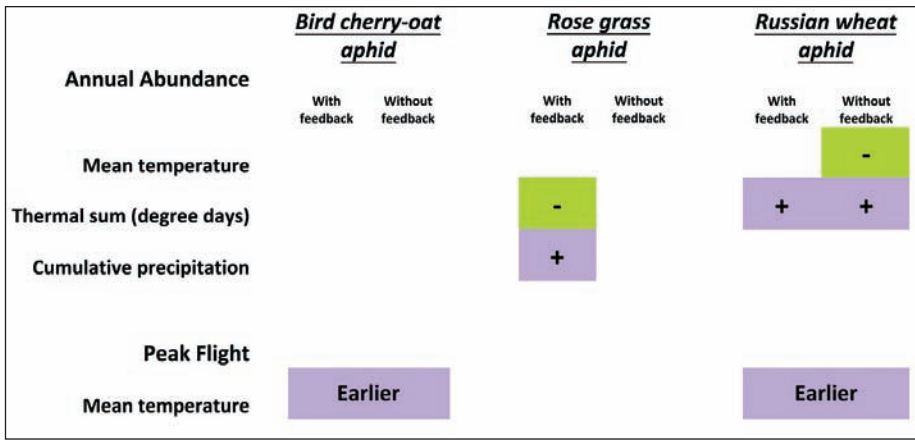 Bird cherry-oat aphid
Rose grass aphid
Russian wheat aphid
Annual Abundance
With feedback
Without feedback
With feedback
Without feedback
With feedback
Without feedback
Mean temperature
-
Thermal sum (degree days)
-
+
+
Cumulative precipitation
+
Peak Flight
Mean temperature
Earlier
Earlier